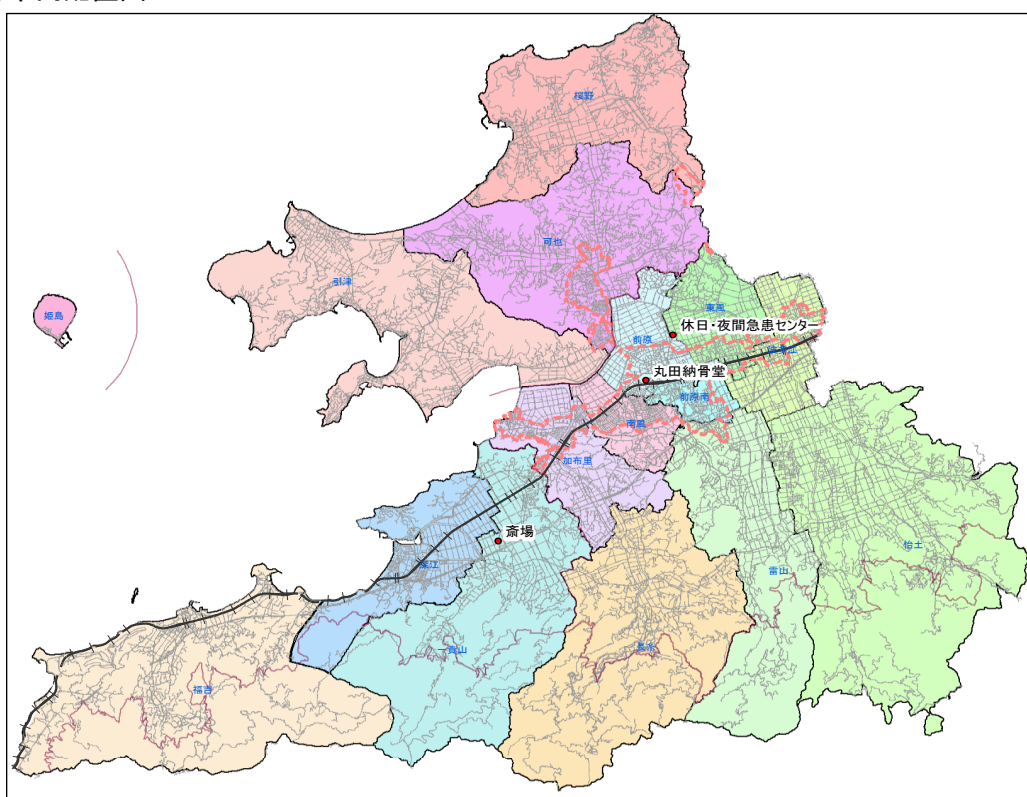 桜野
可也
引津
姫島
東風
休日・夜間急患センター
前原
丸田納骨堂
前原南
南風
加布里
斎場
深江
怡土
雷山
一貴山
長糸
福吉